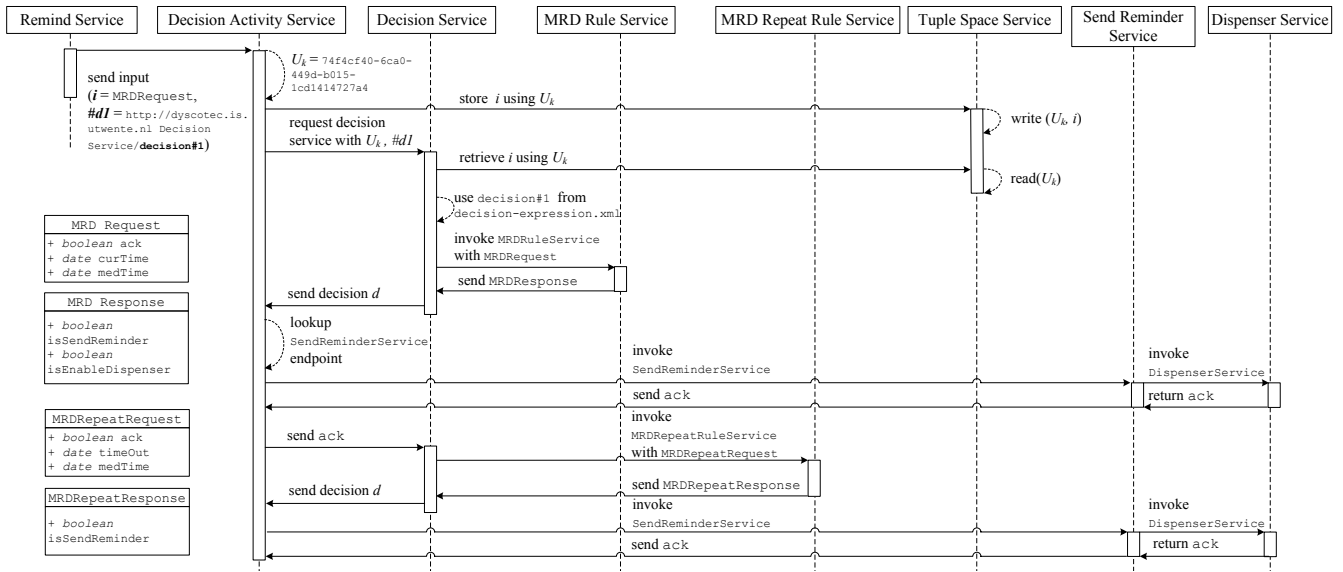 Remind Service
Decision Activity Service
Decision Service
MRD Rule Service
MRD Repeat Rule Service
Tuple Space Service
Send Reminder
Service
Dispenser Service
send input
(i = MRDRequest,
#d1 = http://dyscotec.is.
utwente.nl Decision
Service/decision#1)
Uk = 74f4cf40-6ca0-
449d-b015-
1cd1414727a4
store i using Uk
write (Uk, i)
request decision
service with Uk , #d1
retrieve i using Uk
read(Uk)
use decision#1 from
decision-expression.xml
invoke MRDRuleService
with MRDRequest
send MRDResponse
send decision d
lookup
SendReminderService
endpoint
invoke
SendReminderService
invoke
DispenserService
send ack
return ack
send ack
invoke
MRDRepeatRuleService
with MRDRepeatRequest
send MRDRepeatResponse
send decision d
invoke
SendReminderService
invoke
DispenserService
send ack
return ack
MRD Request
+ boolean ack
+ date curTime
+ date medTime
MRD Response
+ boolean
isSendReminder
+ boolean
isEnableDispenser
MRDRepeatRequest
+ boolean ack
+ date timeOut
+ date medTime
MRDRepeatResponse
+ boolean
isSendReminder